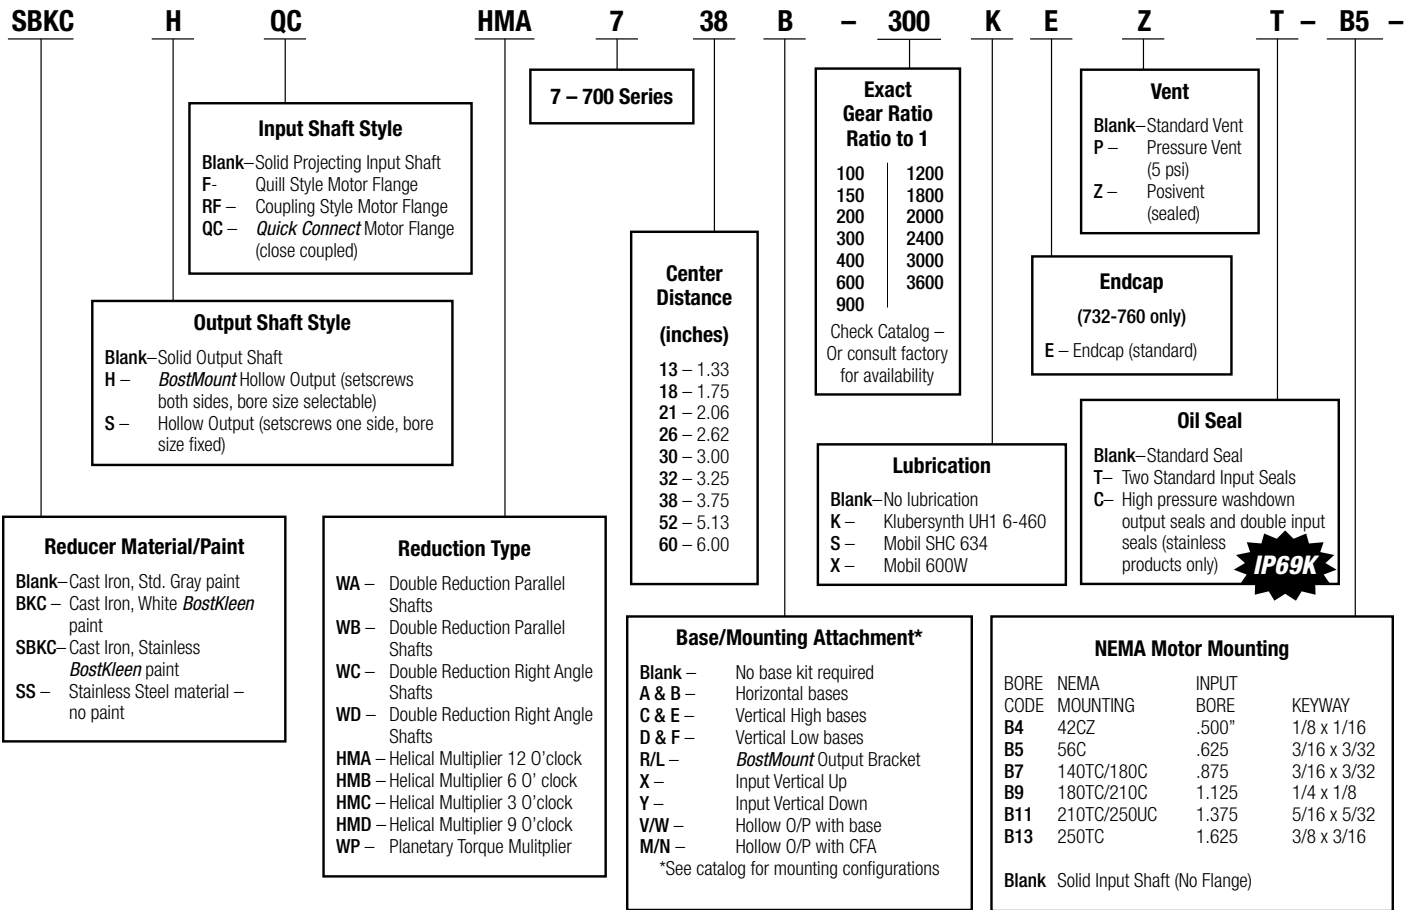 SBKC H QC HMA 7 38 B – 300 K E Z T – B5 –
7 – 700 Series
Input Shaft Style
Blank–Solid Projecting Input Shaft
F- Quill Style Motor Flange
RF – Coupling Style Motor Flange
QC – Quick Connect Motor Flange
(close coupled)
Output Shaft Style
Blank–Solid Output Shaft
H – BostMount Hollow Output (setscrews
both sides, bore size selectable)
S – Hollow Output (setscrews one side, bore
size fixed)
Reducer Material/Paint
Blank–Cast Iron, Std. Gray paint
BKC – Cast Iron, White BostKleen
paint
SBKC–Cast Iron, Stainless
BostKleen paint
SS – Stainless Steel material –
no paint
Reduction Type
WA – Double Reduction Parallel
Shafts
WB – Double Reduction Parallel
Shafts
WC – Double Reduction Right Angle
Shafts
WD – Double Reduction Right Angle
Shafts
HMA – Helical Multiplier 12 O'clock
HMB – Helical Multiplier 6 O' clock
HMC – Helical Multiplier 3 O'clock
HMD – Helical Multiplier 9 O'clock
WP – Planetary Torque Mulitplier
Center
Distance
(inches)
13 – 1.33
18 – 1.75
21 – 2.06
26 – 2.62
30 – 3.00
32 – 3.25
38 – 3.75
52 – 5.13
60 – 6.00
Base/Mounting Attachment*
Blank – No base kit required
A & B – Horizontal bases
C & E – Vertical High bases
D & F – Vertical Low bases
R/L – BostMount Output Bracket
X – Input Vertical Up
Y – Input Vertical Down
V/W – Hollow O/P with base
M/N – Hollow O/P with CFA
*See catalog for mounting configurations
Exact
Gear Ratio
Ratio to 1
100 1200
150 1800
200 2000
300 2400
400 3000
600 3600
900
Check Catalog –
Or consult factory
for availability
Lubrication
Blank–No lubrication
K – Klubersynth UH1 6-460
S – Mobil SHC 634
X – Mobil 600W
Vent
Blank–Standard Vent
P – Pressure Vent
(5 psi)
Z – Posivent
(sealed)
Endcap
(732-760 only)
E – Endcap (standard)
Oil Seal
Blank–Standard Seal
T– Two Standard Input Seals
C– High pressure washdown
output seals and double input
seals (stainless
products only)
IP69K
NEMA Motor Mounting
BORE NEMA INPUT
CODE MOUNTING BORE KEYWAY
B4 42CZ .500" 1/8 x 1/16
B5 56C .625 3/16 x 3/32
B7 140TC/180C .875 3/16 x 3/32
B9 180TC/210C 1.125 1/4 x 1/8
B11 210TC/250UC 1.375 5/16 x 5/32
B13 250TC 1.625 3/8 x 3/16
Blank Solid Input Shaft (No Flange)